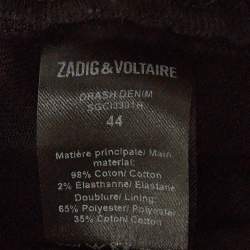 ZADIG & VOLTAIRE
CRASH DENIM
44
Matière principale/ Main
material:
98% Coton/ Cotton
2% Elasthanne/ Elastane
Doublure/ Lining:
65% Polyester/ Polyester
35% Coton/ Cotton